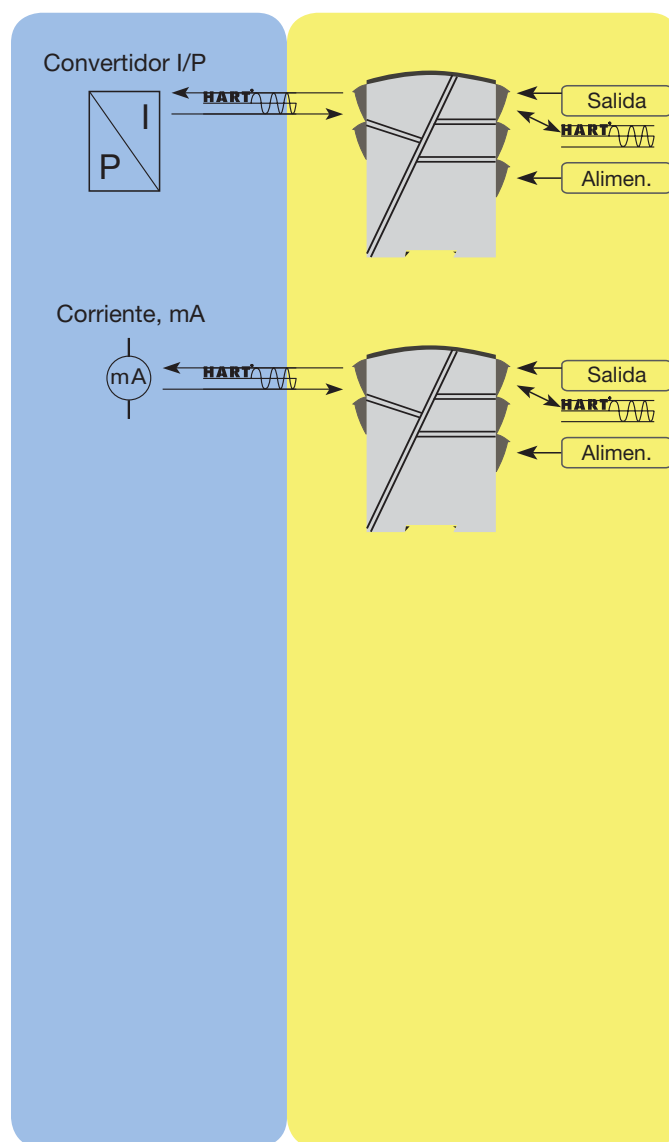 Convertidor I/P
I
P
HART
Salida
HART
Alimen.
Corriente, mA
mA
HART
Salida
HART
Alimen.